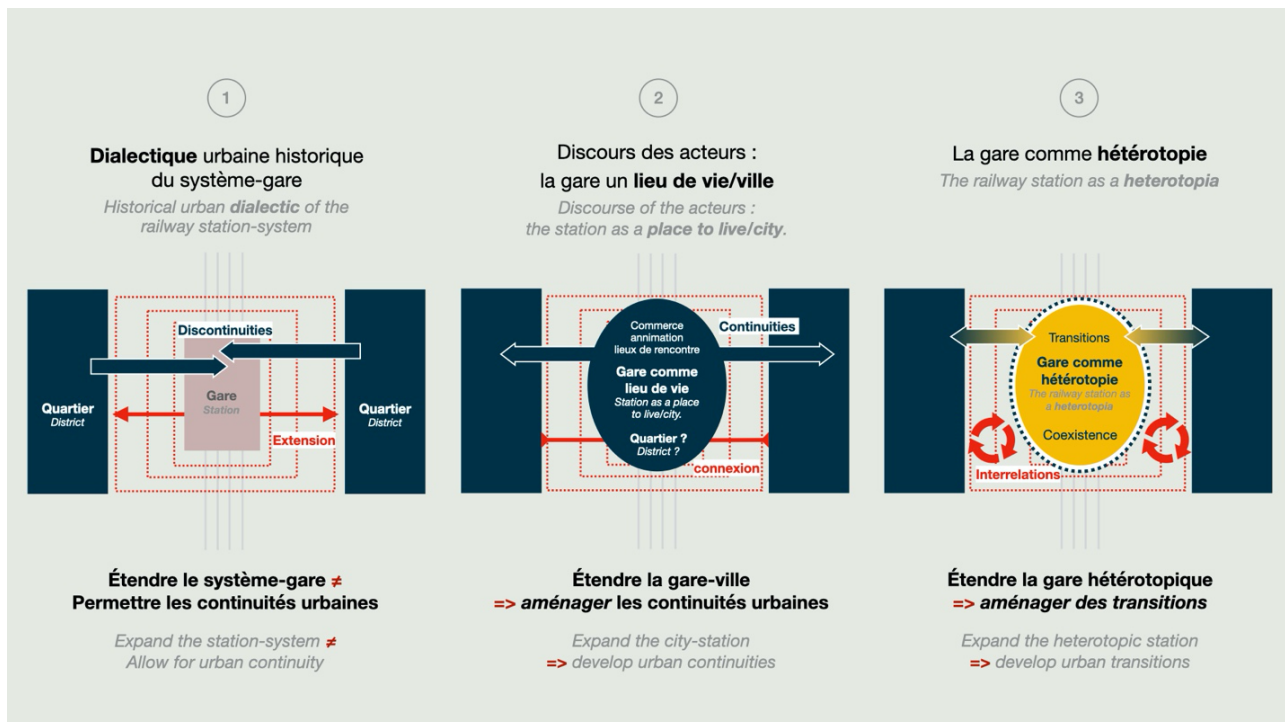 1
Dialectique urbaine historique
du système-gare
Historical urban dialectic of the
railway station-system
Discontinuities
Quartier
District
Gare
Station
Quartier
District
Extension
Étendre le système-gare ≠
Permettre les continuités urbaines
Expand the station-system ≠
Allow for urban continuity
2
Discours des acteurs :
la gare un lieu de vie/ville
Discourse of the acteurs :
the station as a place to live/city.
Commerce
annimation
lieux de rencontre
Continuities
Gare comme
lieu de vie
Station as a place
to live/city.
Quartier ?
District ?
connexion
Étendre la gare-ville
=> aménager les continuités urbaines
Expand the city-station
=> develop urban continuities
3
La gare comme hétérotopie
The railway station as a heterotopia
Transitions
Gare comme
hétérotopie
The railway station as
a heterotopia
Coexistence
Interrelations
Étendre la gare hétérotopique
=> aménager des transitions
Expand the heterotopic station
=> develop urban transitions